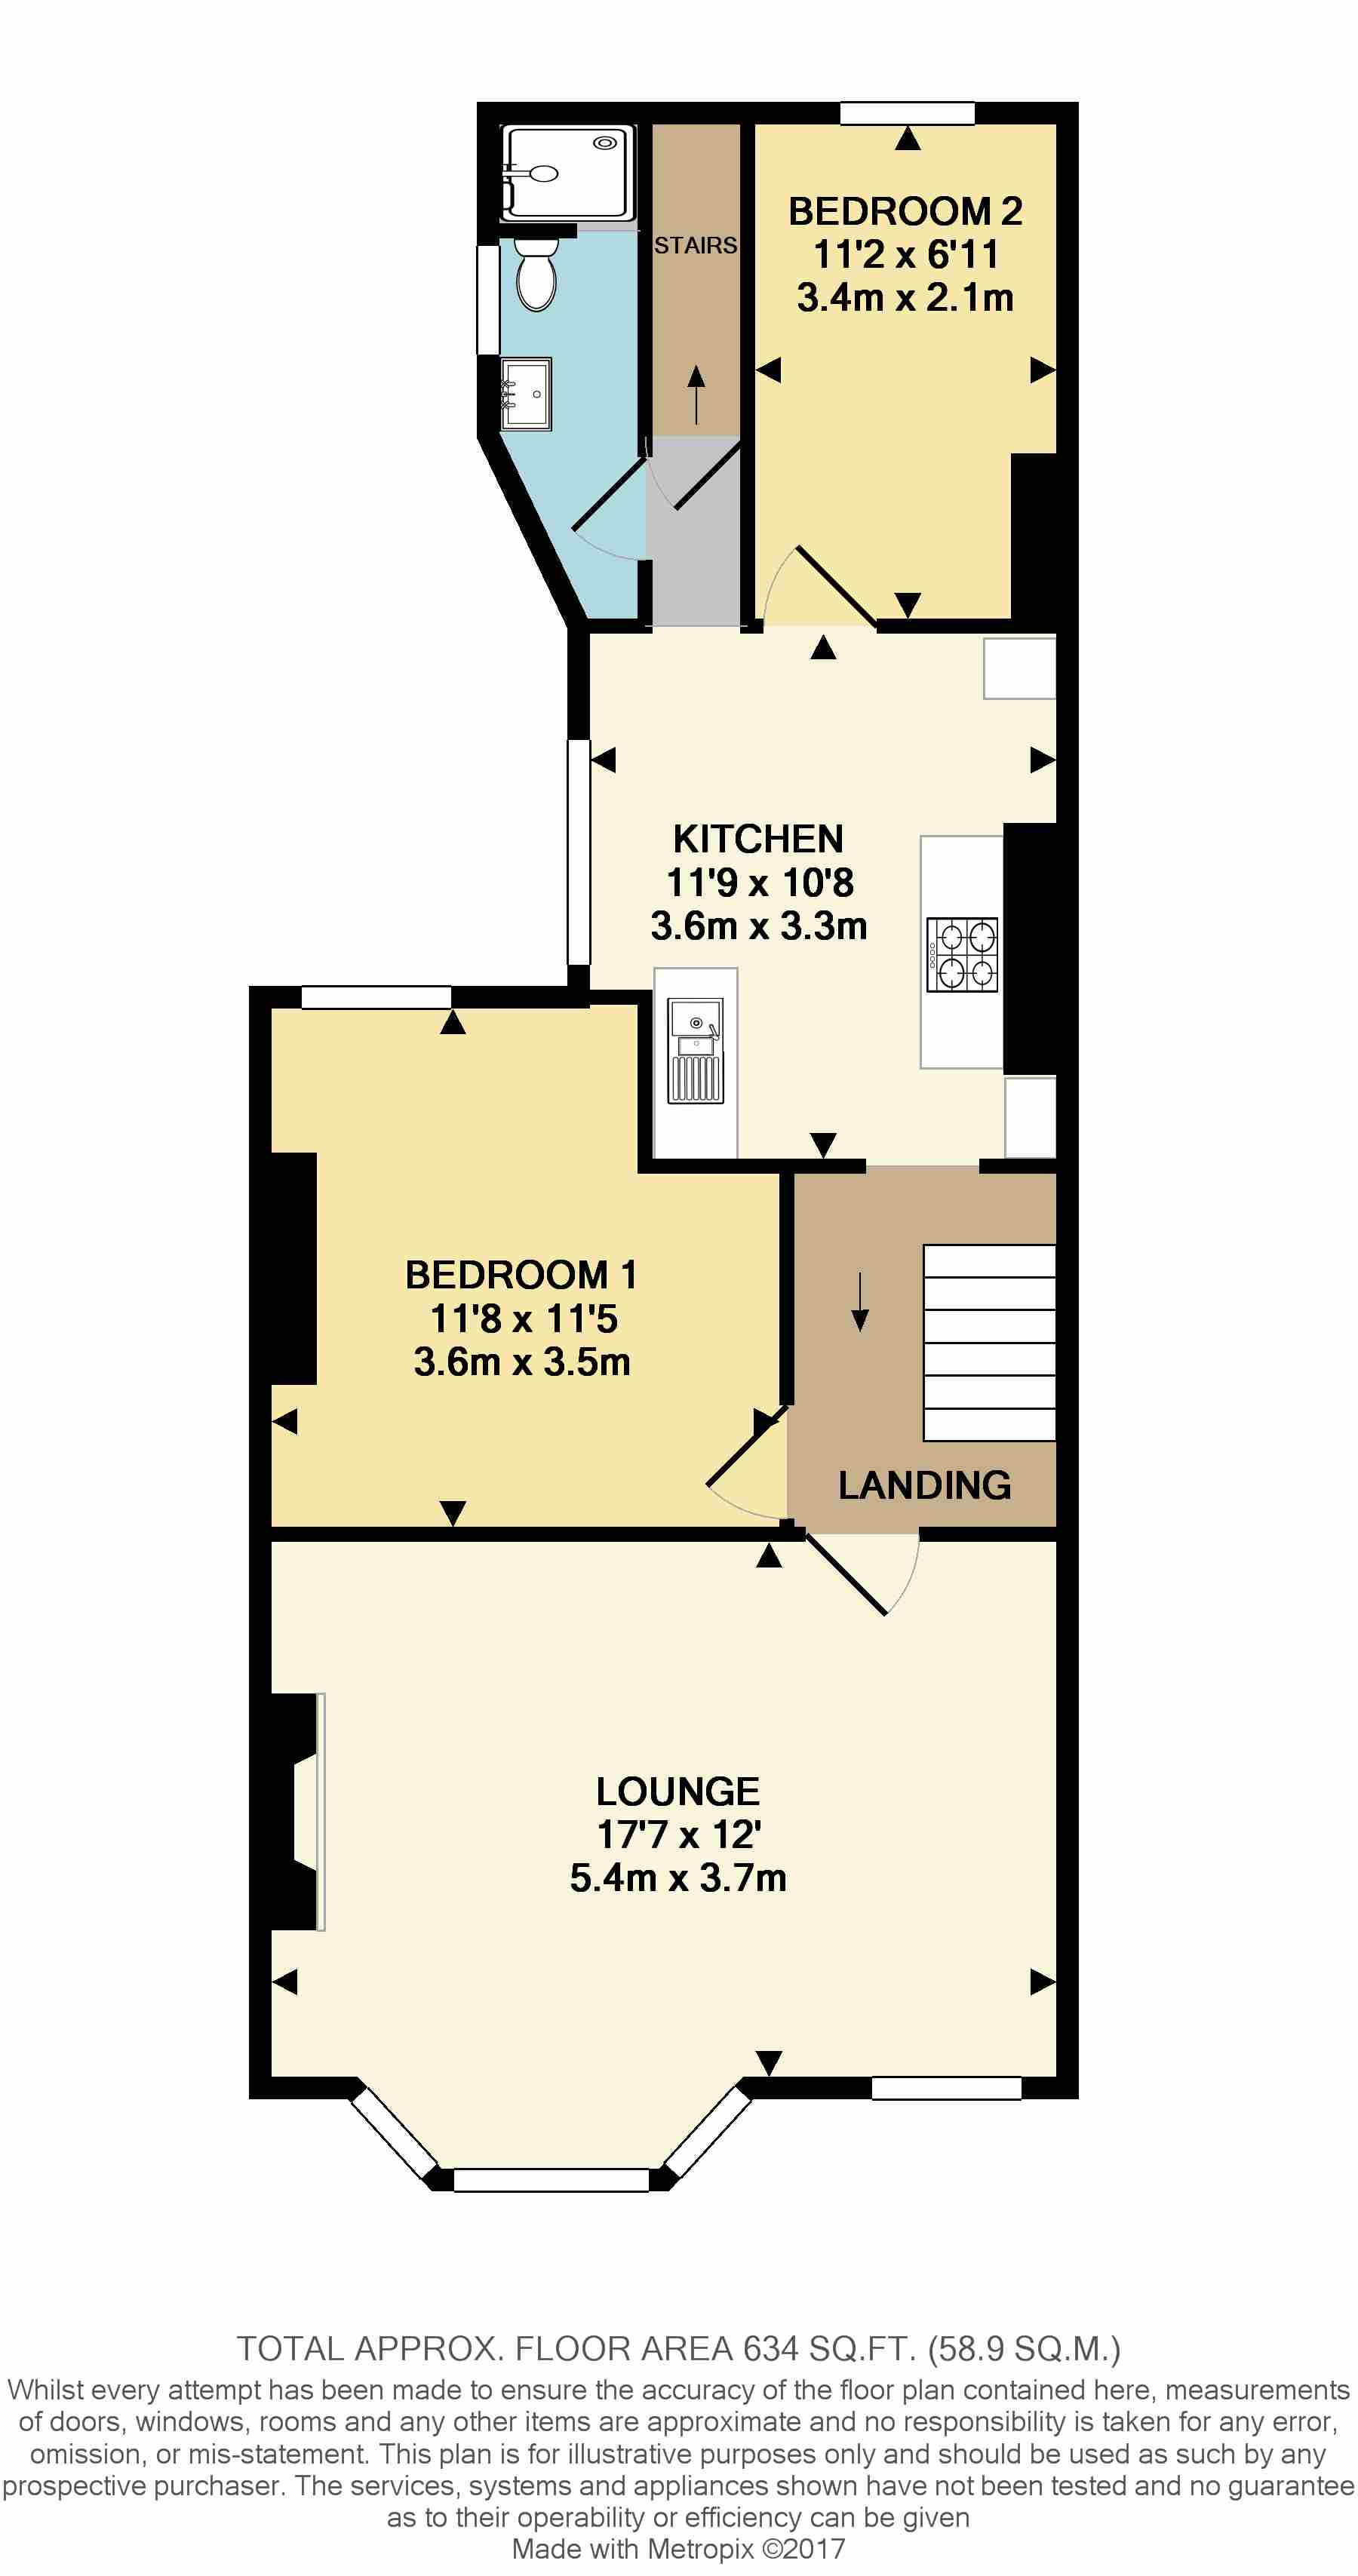 STAIRS
BEDROOM 2
11'2 x 6'11
3.4m x 2.1m
KITCHEN
11'9 x 10'8
3.6m x 3.3m
BEDROOM 1
11'8 x 11'5
3.6m x 3.5m
LANDING
LOUNGE
17'7 x 12'
5.4m x 3.7m
TOTAL APPROX. FLOOR AREA 634 SQ.FT. (58.9 SQ.M.)
Whilst every attempt has been made to ensure the accuracy of the floor plan contained here, measurements
of doors, windows, rooms and any other items are approximate and no responsibility is taken for any error,
omission, or mis-statement. This plan is for illustrative purposes only and should be used as such by any
prospective purchaser. The services, systems and appliances shown have not been tested and no guarantee
as to their operability or efficiency can be given
Made with Metropix ©2017